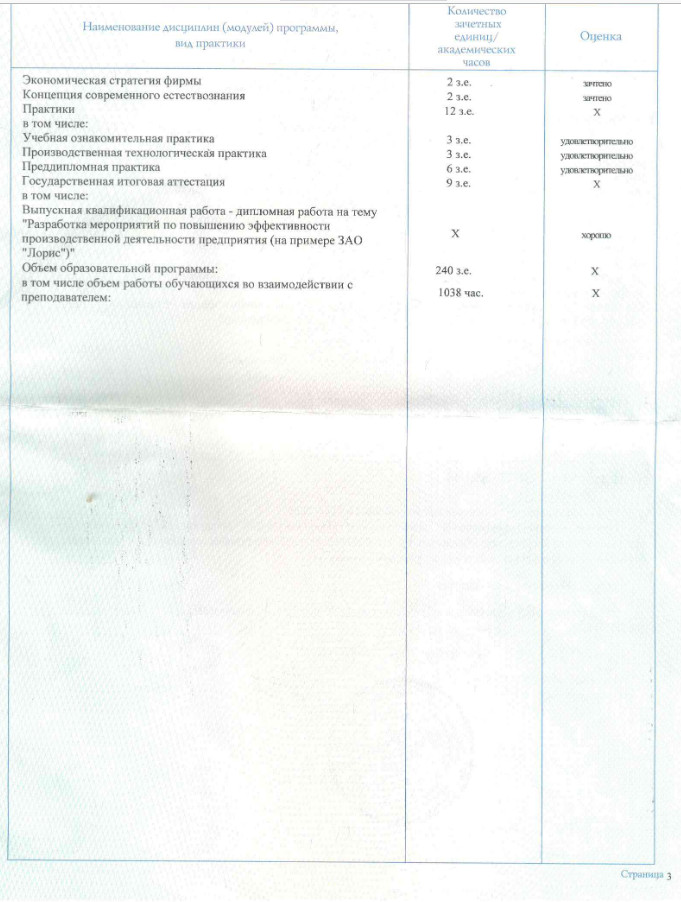 Наименование дисциплин (модулей) программы,
вид практики
Количество
зачетных
единиц/
академических
часов
Оценка
Экономическая стратегия фирмы 2 з.е. зачтено
Концепция современного естествознания 2 з.е. зачтено
Практики 12 з.е. X
в том числе:
Учебная ознакомительная практика 3 з.е. удовлетворительно
Производственная технологическая практика 3 з.е. удовлетворительно
Преддипломная практика 6 з.е. удовлетворительно
Государственная итоговая аттестация 9 з.е. X
в том числе:
Выпускная квалификационная работа - дипломная работа на тему
"Разработка мероприятий по повышению эффективности
производственной деятельности предприятия (на примере ЗАО X хорошо
"Лорис")"
Объем образовательной программы: 240 з.е. X
в том числе объем работы обучающихся во взаимодействии с
преподавателем: 1038 час. X
Страница 3